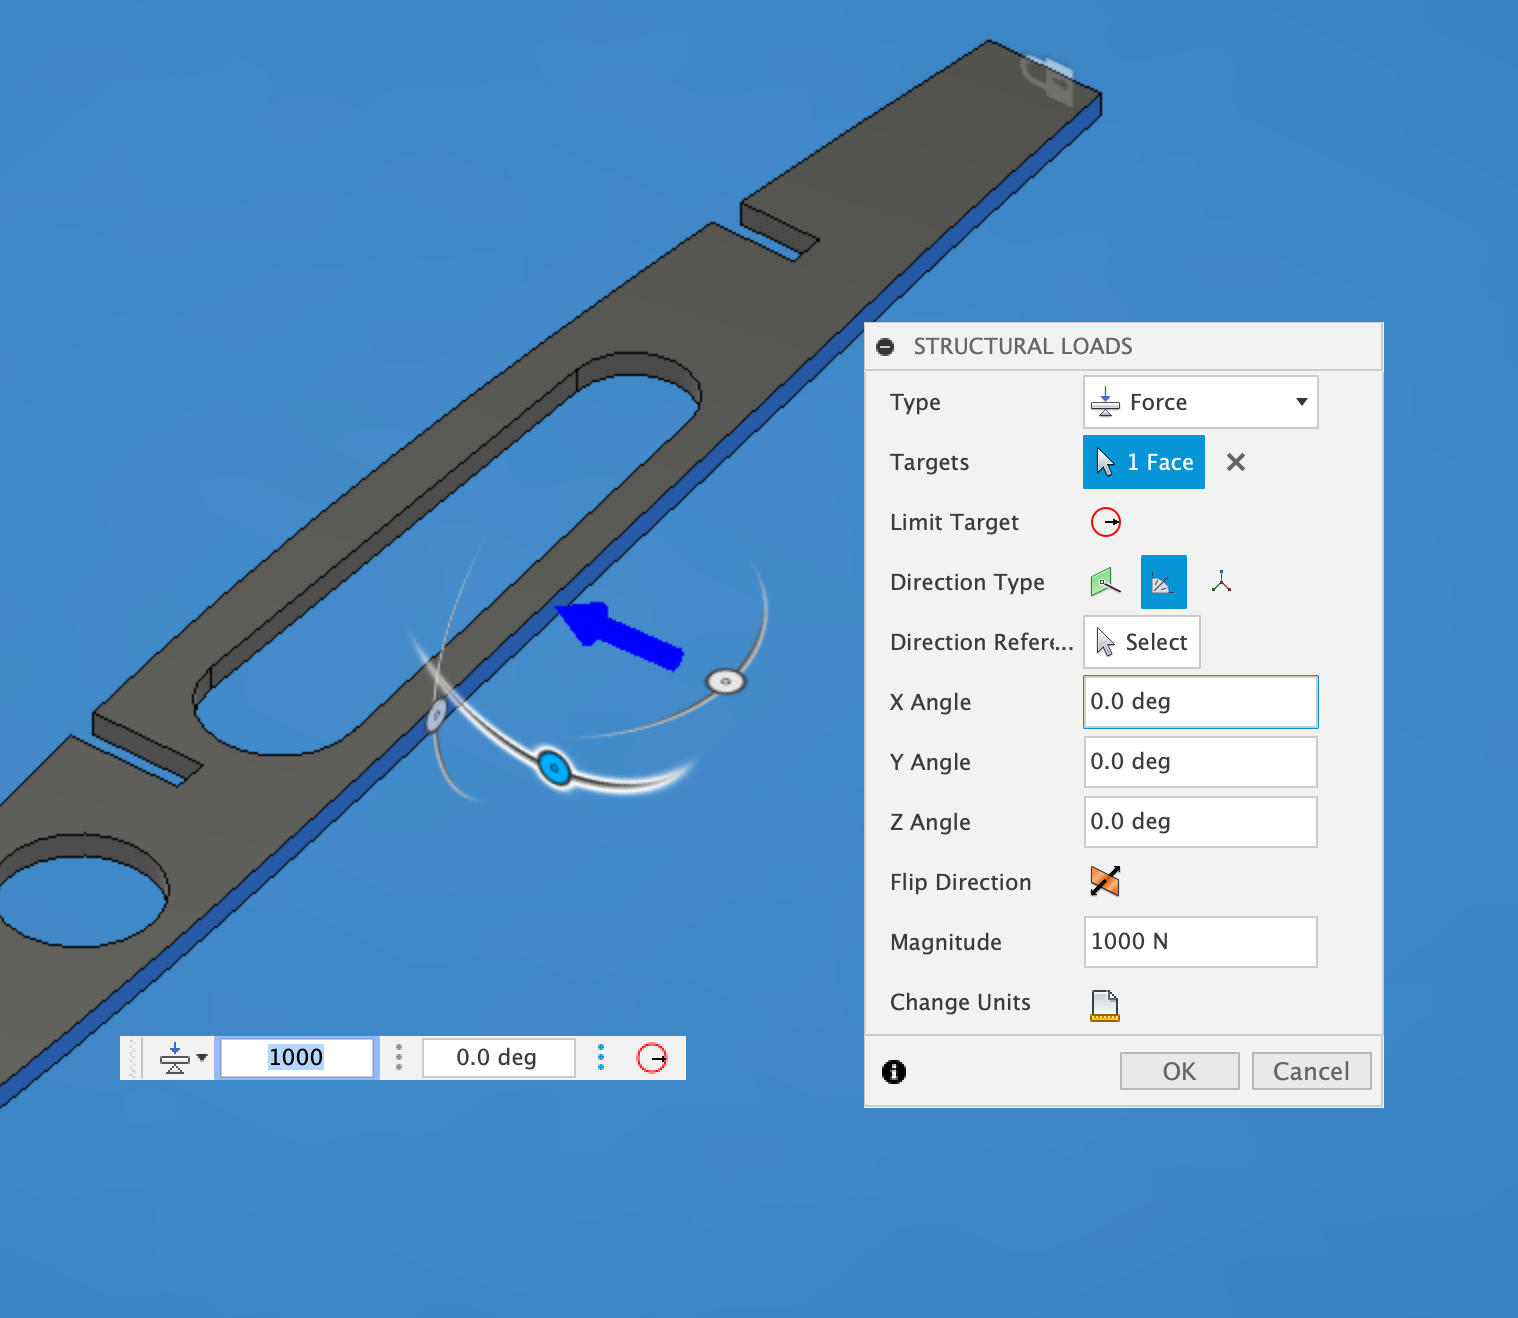 STRUCTURAL LOADS
Type Force
Targets 1 Face
Limit Target
Direction Type
Direction Refere... Select
X Angle 0.0 deg
Y Angle 0.0 deg
Z Angle 0.0 deg
Flip Direction
Magnitude 1000 N
Change Units
OK Cancel
1000 0.0 deg